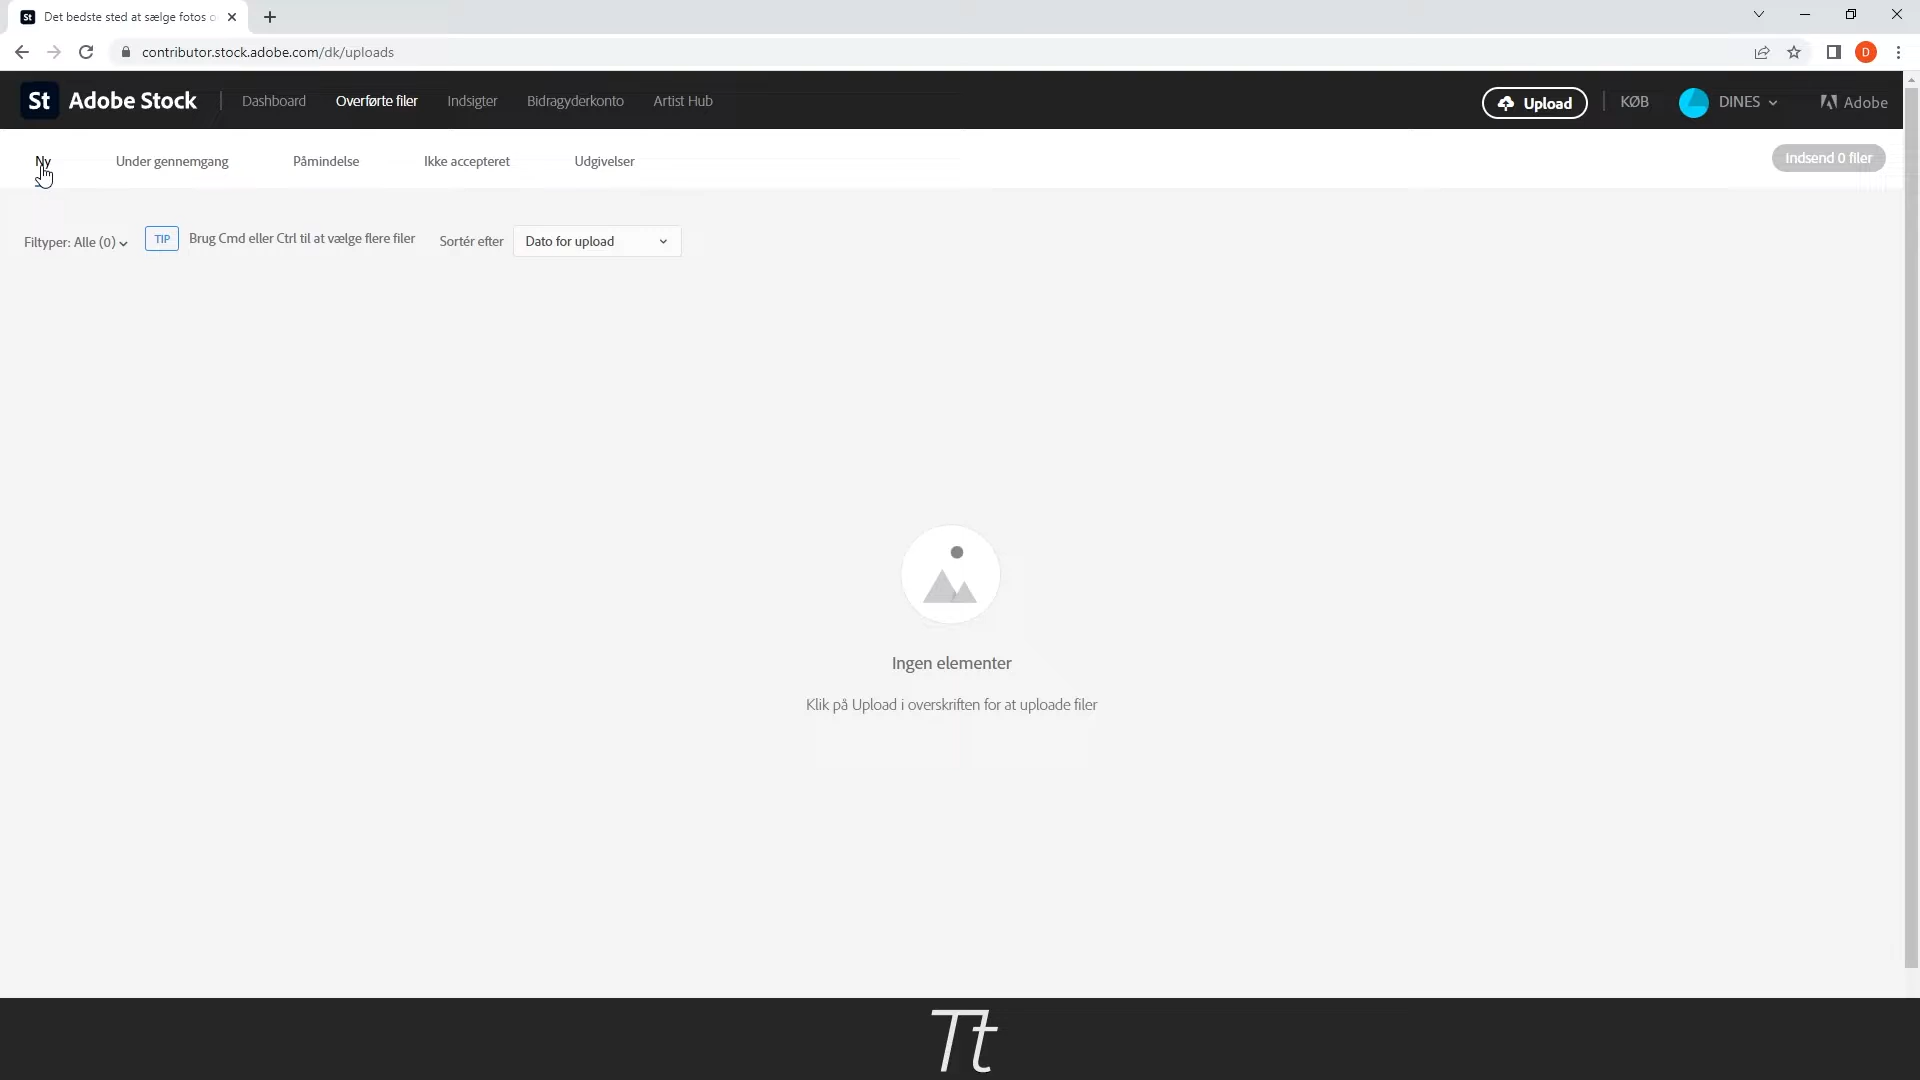 St Det bedste sted at sælge fotos o
contributor.stock.adobe.com/dk/uploads
D
St Adobe Stock Dashboard Overførte filer Indsigter Bidragyderkonto Artist Hub Upload KØB DINES Adobe
Ny Under gennemgang Påmindelse Ikke accepteret Udgivelser Indsend 0 filer
Filtyper: Alle (0) TIP Brug Cmd eller Ctrl til at vælge flere filer Sortér efter Dato for upload
Ingen elementer
Klik på Upload i overskriften for at uploade filer
Tt